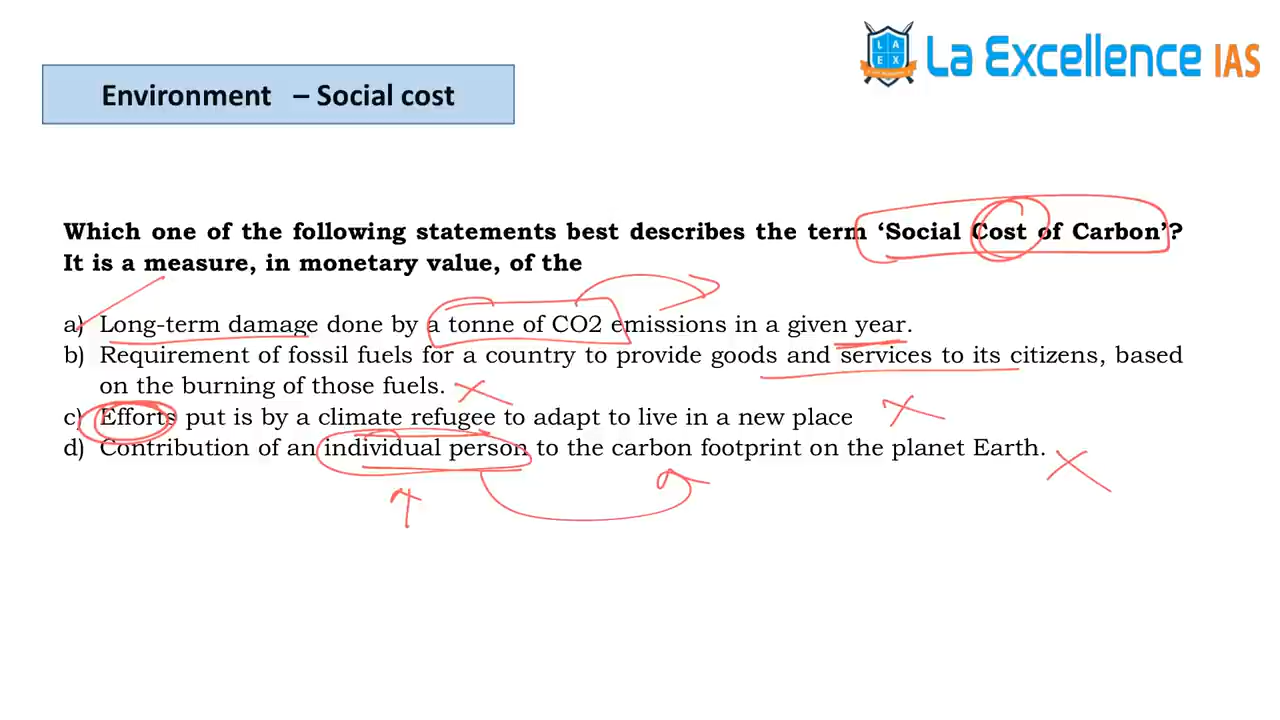 L A
E X
La Excellence IAS
Environment – Social cost
Which one of the following statements best describes the term ‘Social Cost of Carbon’?
It is a measure, in monetary value, of the
a) Long-term damage done by a tonne of CO2 emissions in a given year.
b) Requirement of fossil fuels for a country to provide goods and services to its citizens, based
on the burning of those fuels.
c) Efforts put is by a climate refugee to adapt to live in a new place
d) Contribution of an individual person to the carbon footprint on the planet Earth.